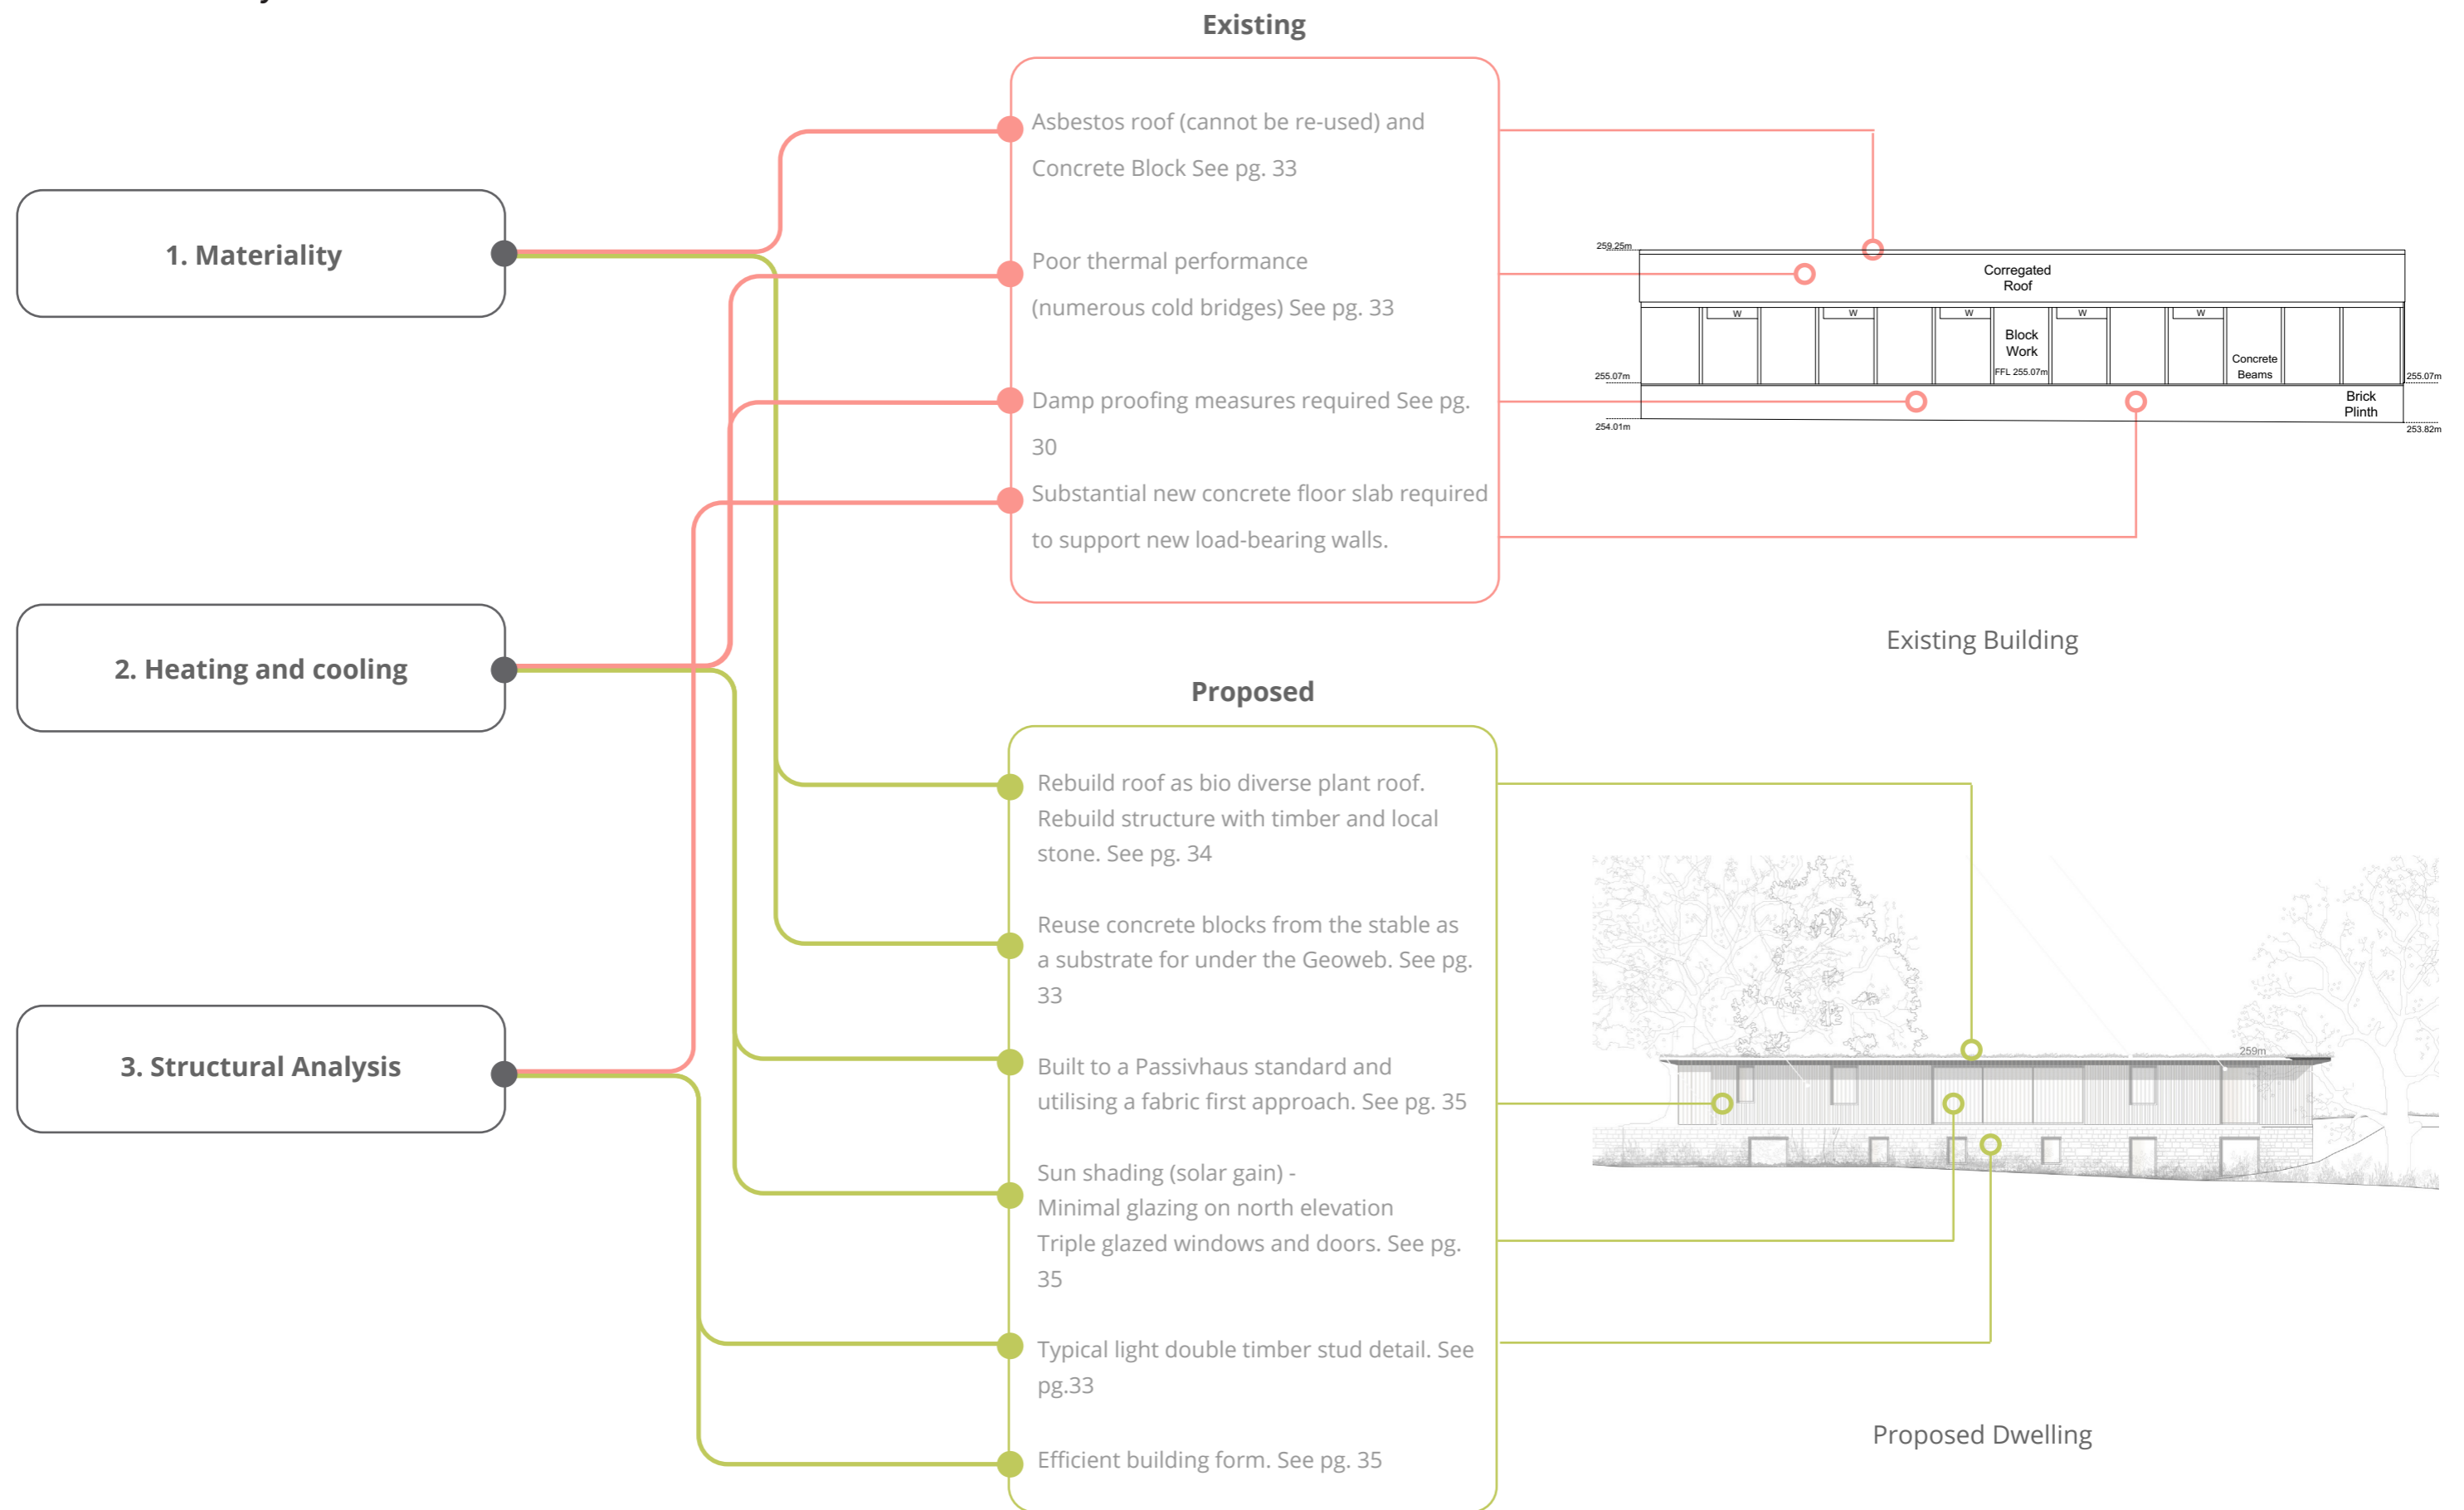 Existing
Asbestos roof (cannot be re-used) and
Concrete Block See pg. 33
1. Materiality
Poor thermal performance
(numerous cold bridges) See pg. 33
Damp proofing measures required See pg.
30
Substantial new concrete floor slab required
to support new load-bearing walls.
259.25m
Corregated
Roof
W
W
W
W
W
Block
Work
FFL 255.07m
Concrete
Beams
255.07m
255.07m
Brick
Plinth
254.01m
253.82m
Existing Building
2. Heating and cooling
Proposed
Rebuild roof as bio diverse plant roof.
Rebuild structure with timber and local
stone. See pg. 34
Reuse concrete blocks from the stable as
a substrate for under the Geoweb. See pg.
33
3. Structural Analysis
Built to a Passivhaus standard and
utilising a fabric first approach. See pg. 35
Sun shading (solar gain) -
Minimal glazing on north elevation
Triple glazed windows and doors. See pg.
35
Typical light double timber stud detail. See
pg.33
Efficient building form. See pg. 35
259m
Proposed Dwelling